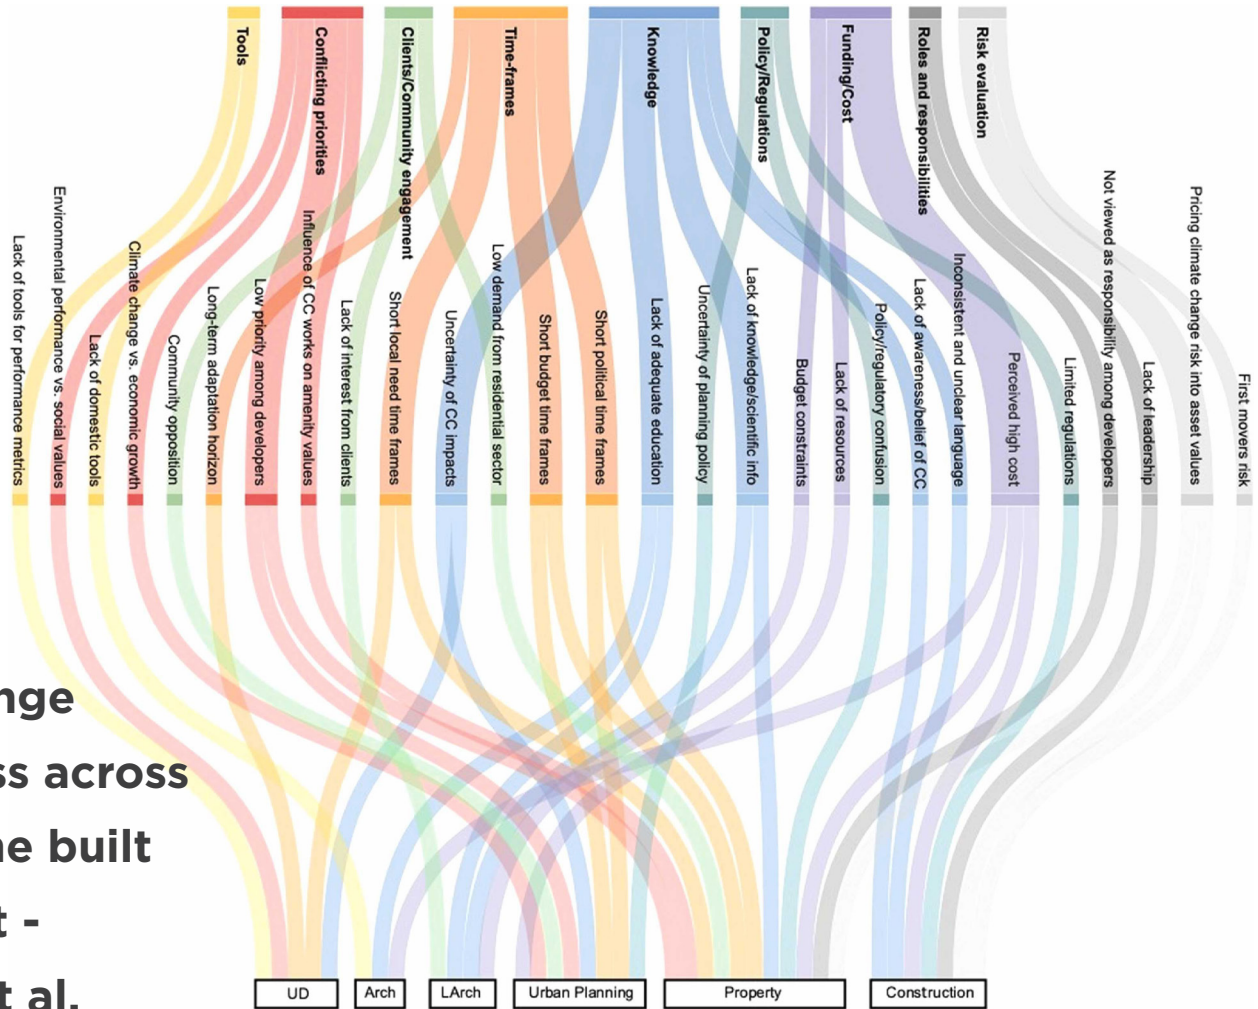 Tools
Conflicting priorities
Clients/Community engagement
Time-frames
Knowledge
Policy/Regulations
Funding/Cost
Roles and responsibilities
Risk evaluation
Lack of tools for performance metrics
Environmental performance vs. social values
Lack of domestic tools
Climate change vs. economic growth
Community opposition
Long-term adaptation horizon
Low priority among developers
Influence of CC works on amenity values
Lack of interest from clients
Short local need time frames
Uncertainty of CC impacts
Low demand from residential sector
Short budget time frames
Short political time frames
Lack of adequate education
Uncertainty of planning policy
Lack of knowledge/scientific info
Budget constraints
Lack of resources
Policy/regulatory confusion
Lack of awareness/belief of CC
Inconsistent and unclear language
Perceived high cost
Limited regulations
Not viewed as responsibility among developers
Lack of leadership
Pricing climate change risk into asset values
First movers risk
nge
ss across
ne built
t -
t al.
UD
Arch
LArch
Urban Planning
Property
Construction